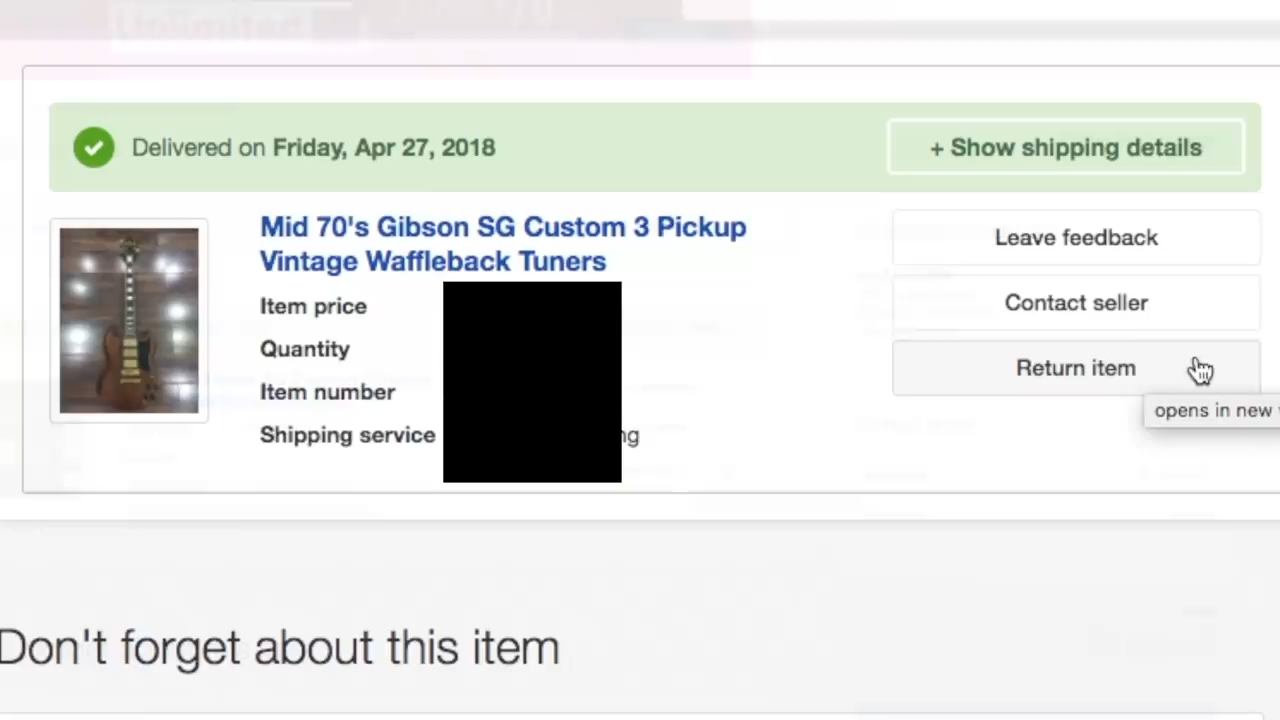 Unlimited
Delivered on Friday, Apr 27, 2018
+ Show shipping details
Mid 70's Gibson SG Custom 3 Pickup
Vintage Waffleback Tuners
Item price
Quantity
Item number
Shipping service
ng
Leave feedback
Contact seller
Return item
opens in new
Don't forget about this item